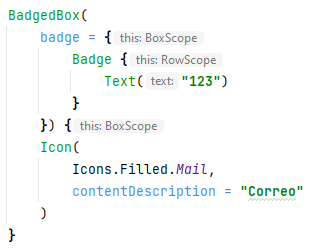 BadgedBox(
    badge = { this: BoxScope
        Badge { this: RowScope
            Text( text: "123")
        }
    }) { this: BoxScope
    Icon(
        Icons.Filled.Mail,
        contentDescription = "Correo"
    )
}